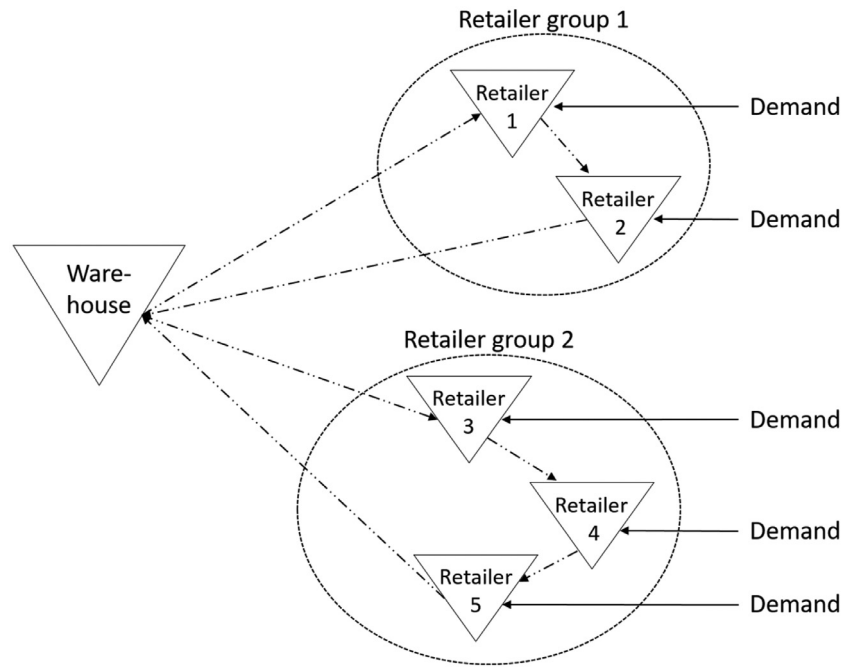 Retailer group 1
Retailer
1
Demand
Retailer
2
Demand
Ware-
house
Retailer group 2
Retailer
3
Demand
Retailer
4
Demand
Retailer
5
Demand